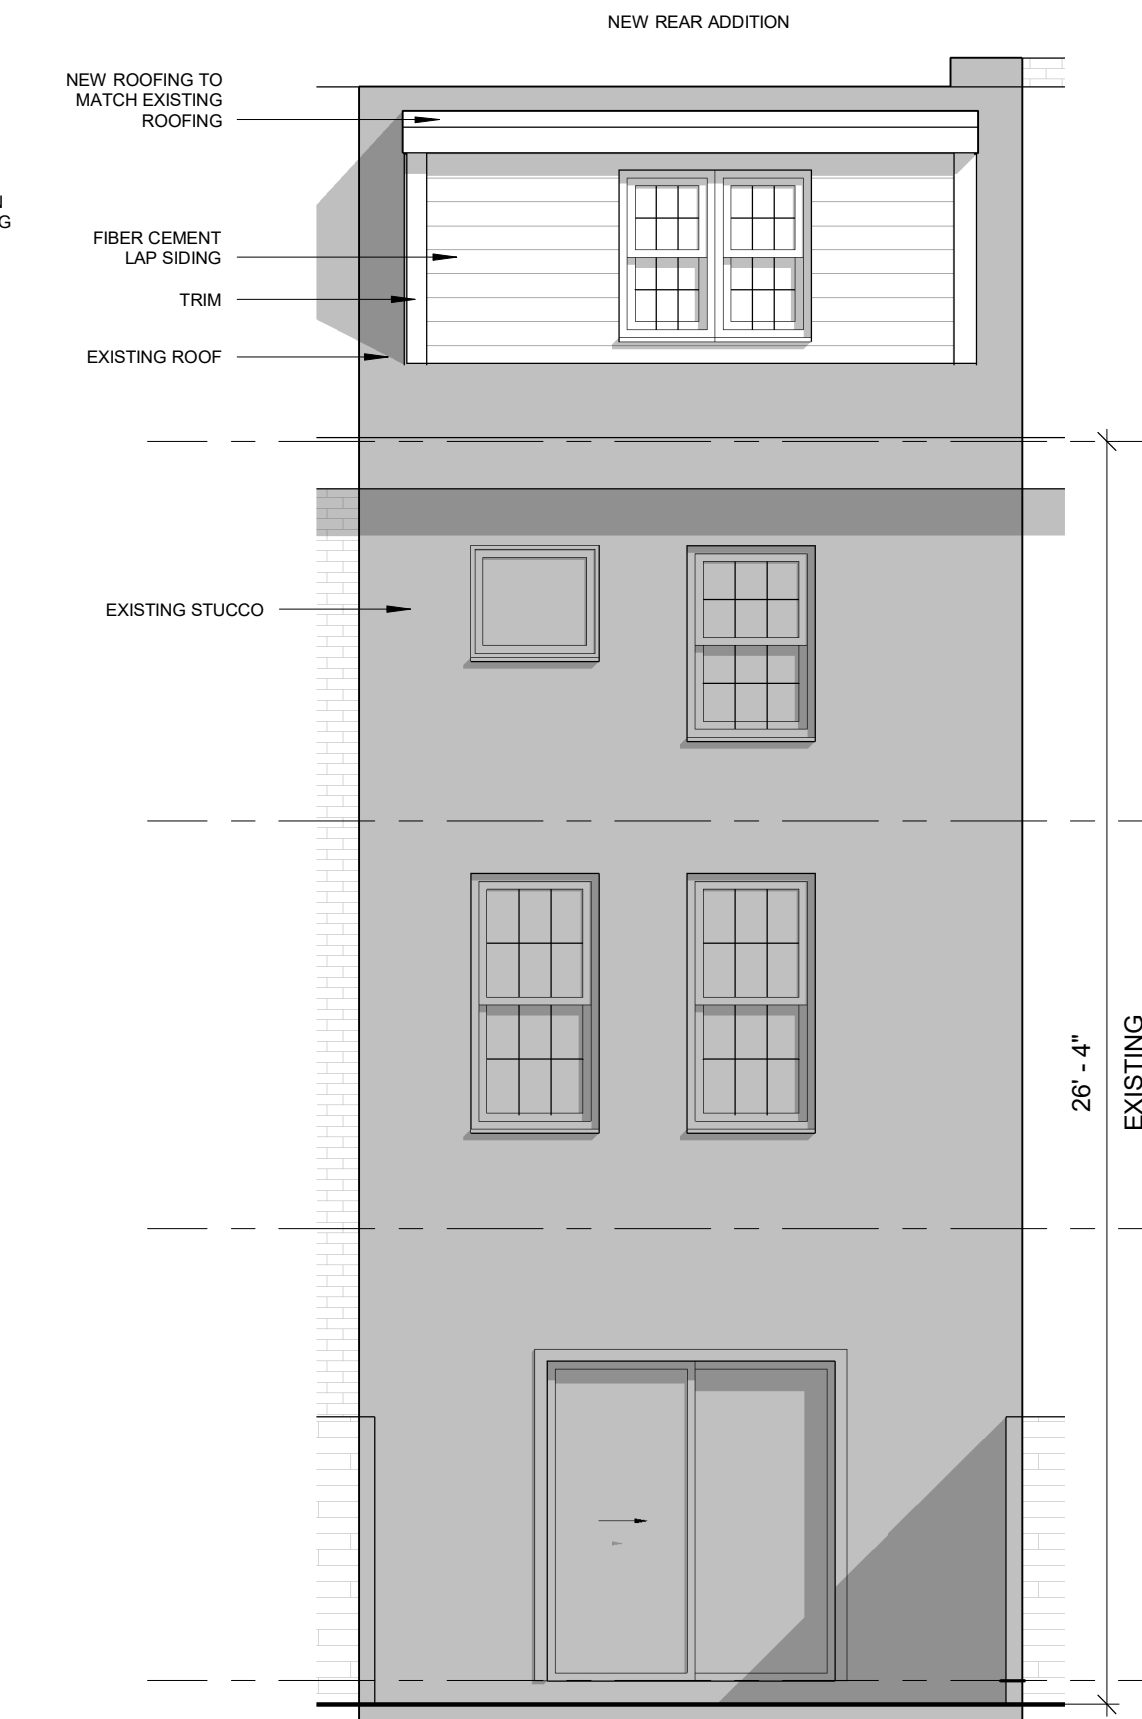 NEW REAR ADDITION
NEW ROOFING TO
MATCH EXISTING
ROOFING
N
G
FIBER CEMENT
LAP SIDING
TRIM
EXISTING ROOF
EXISTING STUCCO
26' - 4"
EXISTING